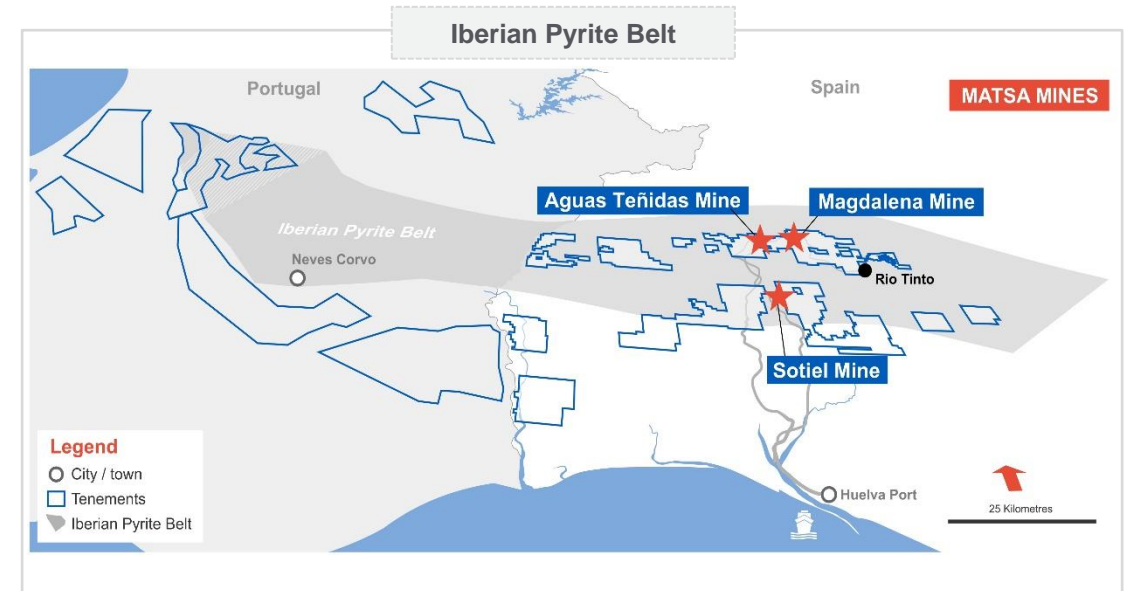 Iberian Pyrite Belt
Portugal
Spain
MATSA MINES
Aguas Teñidas Mine
Magdalena Mine
Iberian Pyrite Belt
Neves Corvo
Rio Tinto
Sotiel Mine
Legend
City / town
Tenements
Iberian Pyrite Belt
Huelva Port
25 Kilometres